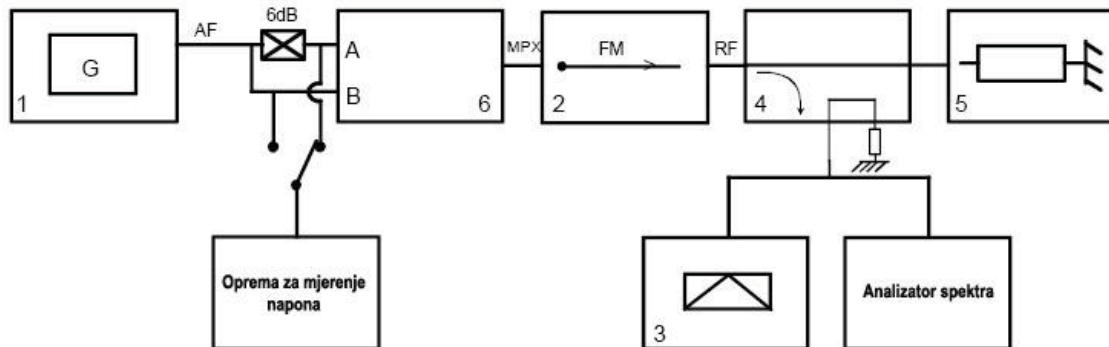 6dB
AF
G
1
A
B
6
MPX
FM
2
RF
4
5
Oprema za mjerenje
napona
3
Analizator spektra